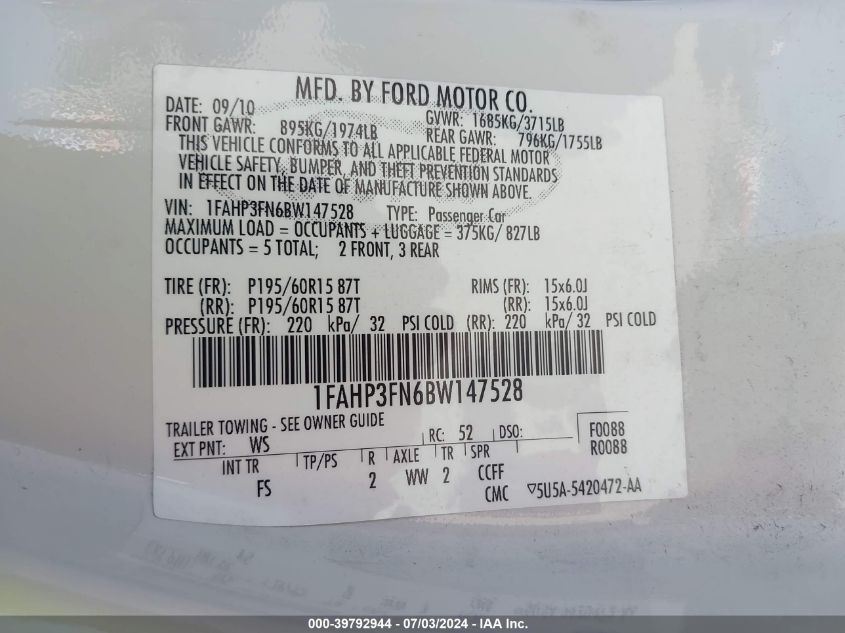 MFD. BY FORD MOTOR CO.
DATE: 09/10 GVWR: 1685KG/3715LB
FRONT GAWR: 895KG/1974LB REAR GAWR: 796KG/1755LB
THIS VEHICLE CONFORMS TO ALL APPLICABLE FEDERAL MOTOR
VEHICLE SAFETY, BUMPER, AND THEFT PREVENTION STANDARDS
IN EFFECT ON THE DATE OF MANUFACTURE SHOWN ABOVE.
VIN: 1FAHP3FN6BW147528 TYPE: Passenger Car
MAXIMUM LOAD = OCCUPANTS + LUGGAGE = 375KG/ 827LB
OCCUPANTS = 5 TOTAL; 2 FRONT, 3 REAR
TIRE (FR): P195/60R15 87T RIMS (FR): 15x6.0J
(RR): P195/60R15 87T (RR): 15x6.0J
PRESSURE (FR): 220 kPa/ 32 PSI COLD (RR): 220 kPa/ 32 PSI COLD
1FAHP3FN6BW147528
TRAILER TOWING - SEE OWNER GUIDE
EXT PNT: WS RC: 52 DSO: F0088
R0088
INT TR TP/PS R AXLE TR SPR
FS 2 WW 2 CCFF
CMC ▽5U5A-5420472-AA
000-39792944 - 07/03/2024 - IAA Inc.